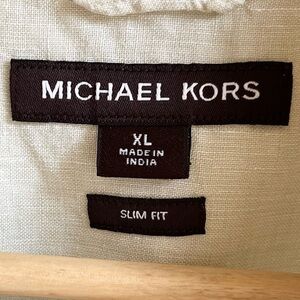 MICHAEL KORS
XL
MADE IN
INDIA
SLIM FIT